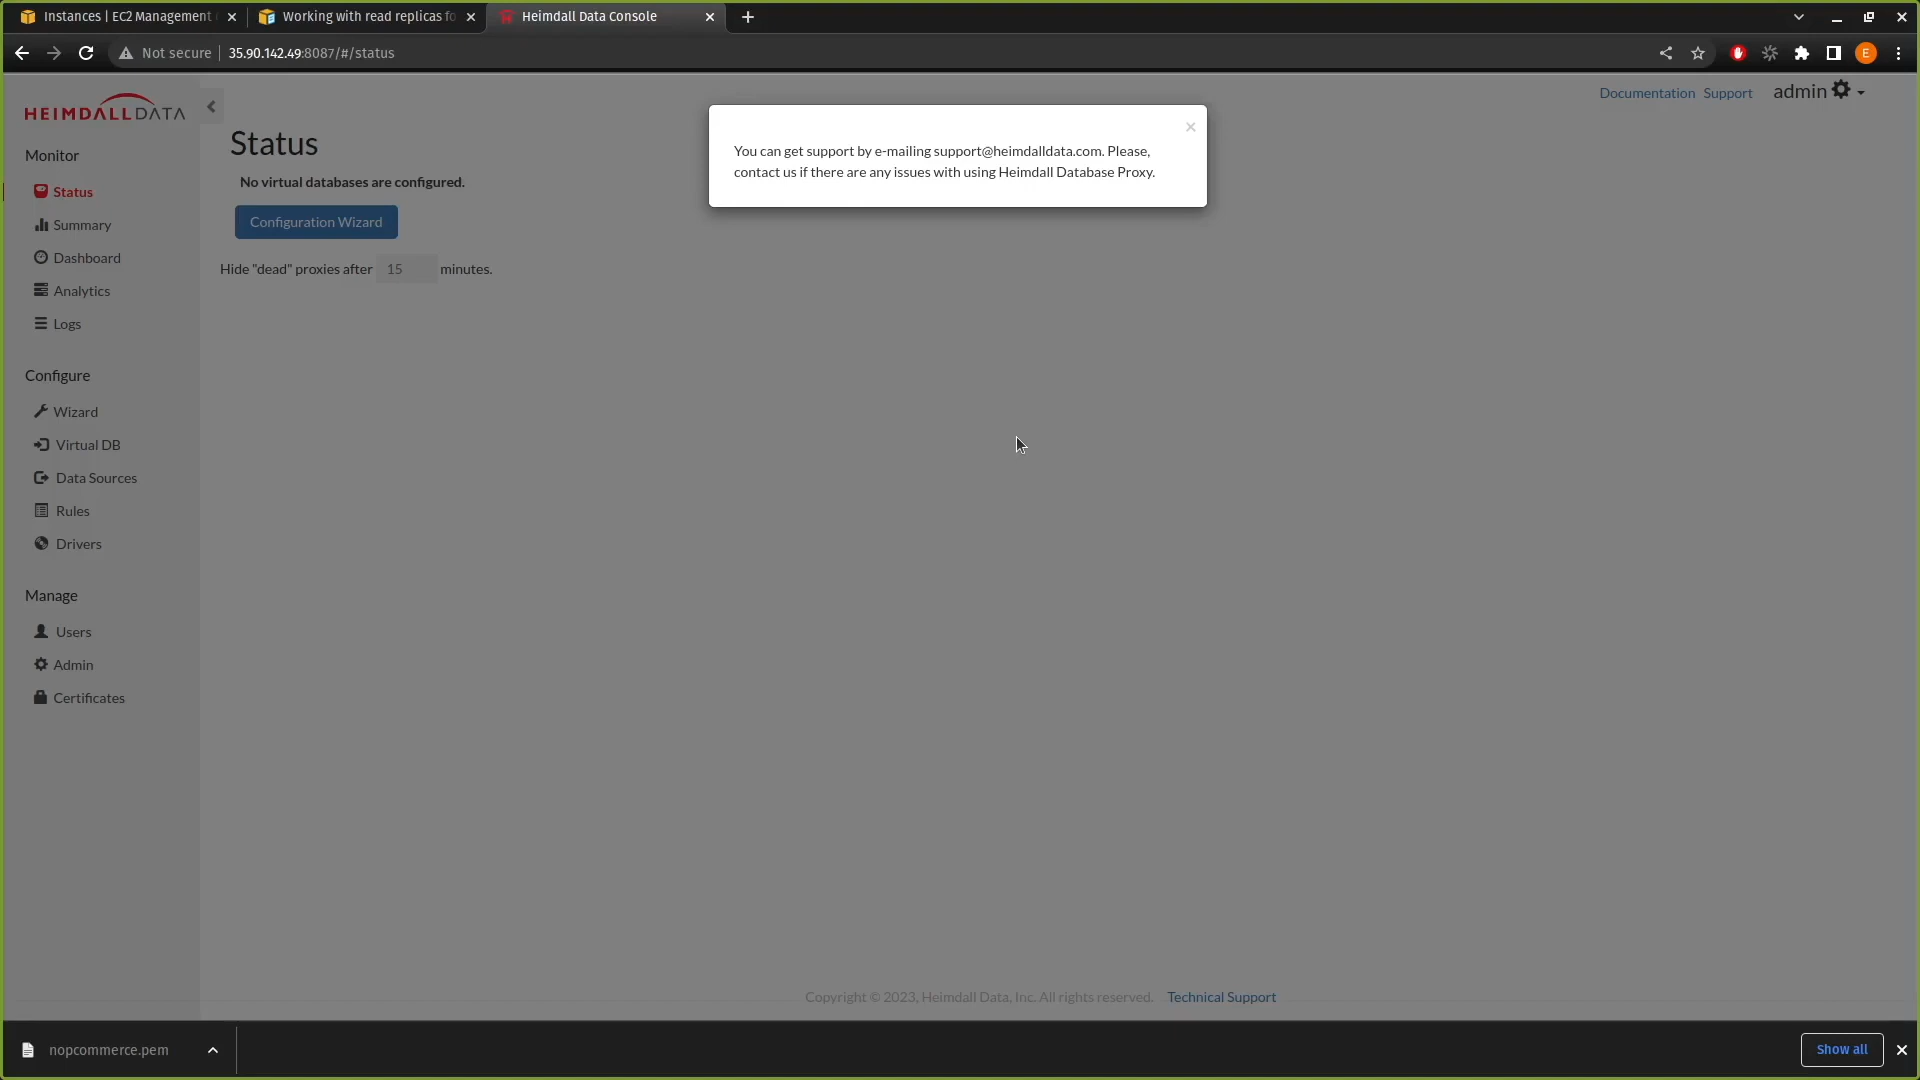 Instances | EC2 Management
Working with read replicas fo
Heimdall Data Console
Not secure
35.90.142.49:8087/#/status
E
HEIMDALLDATA
Documentation
Support
admin
Status
No virtual databases are configured.
Configuration Wizard
Hide "dead" proxies after 15 minutes.
You can get support by e-mailing support@heimdalldata.com. Please,
contact us if there are any issues with using Heimdall Database Proxy.
Monitor
Status
Summary
Dashboard
Analytics
Logs
Configure
Wizard
Virtual DB
Data Sources
Rules
Drivers
Manage
Users
Admin
Certificates
Copyright © 2023, Heimdall Data, Inc. All rights reserved. Technical Support
nopcommerce.pem
Show all